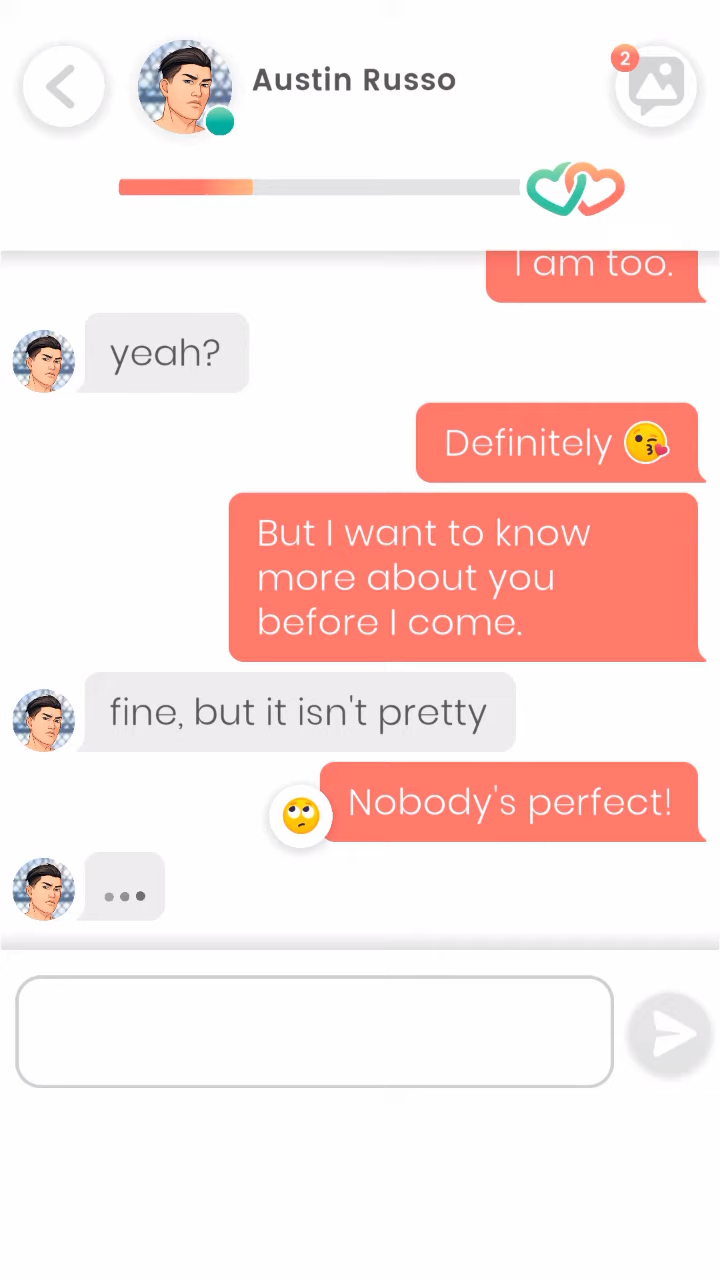 Austin Russo
2
I am too.
yeah?
Definitely 😘
But I want to know
more about you
before I come.
fine, but it isn't pretty
Nobody's perfect!
🙄
...